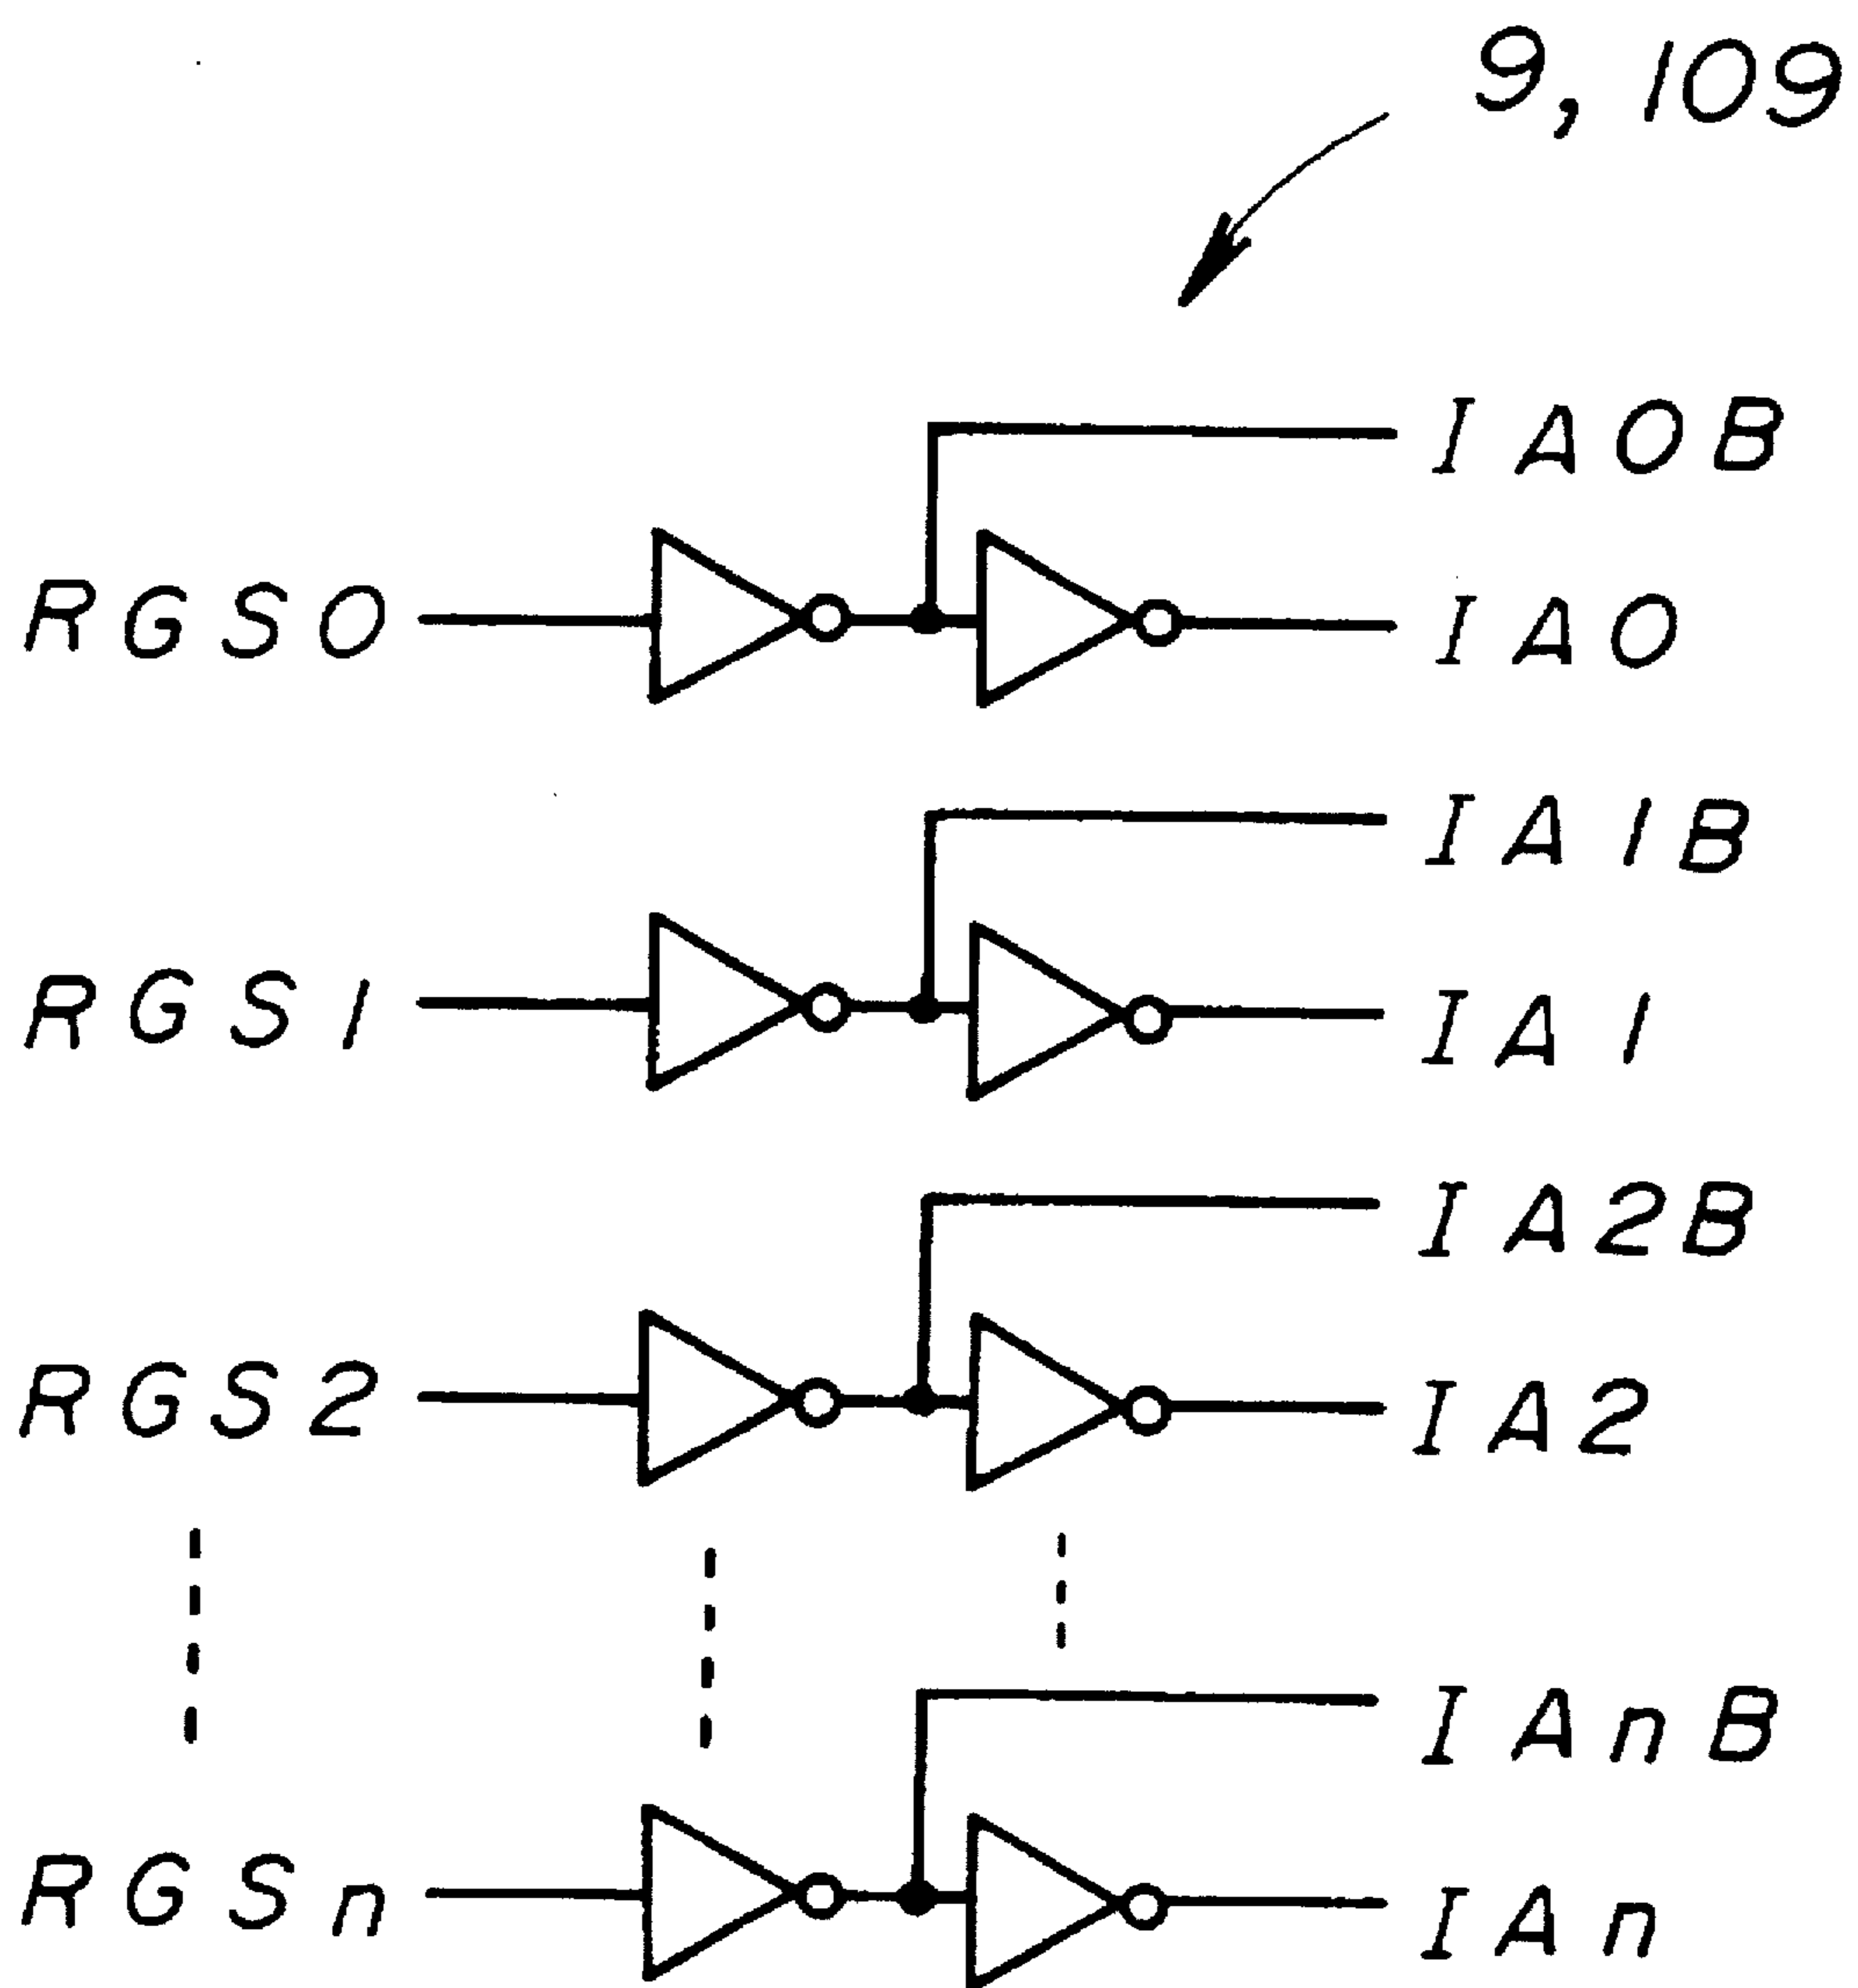 9, 109
IA0B
RGS0 IA0
IA1B
RGS1 IA1
IA2B
RGS2 IA2
IAnB
RGSn IAn